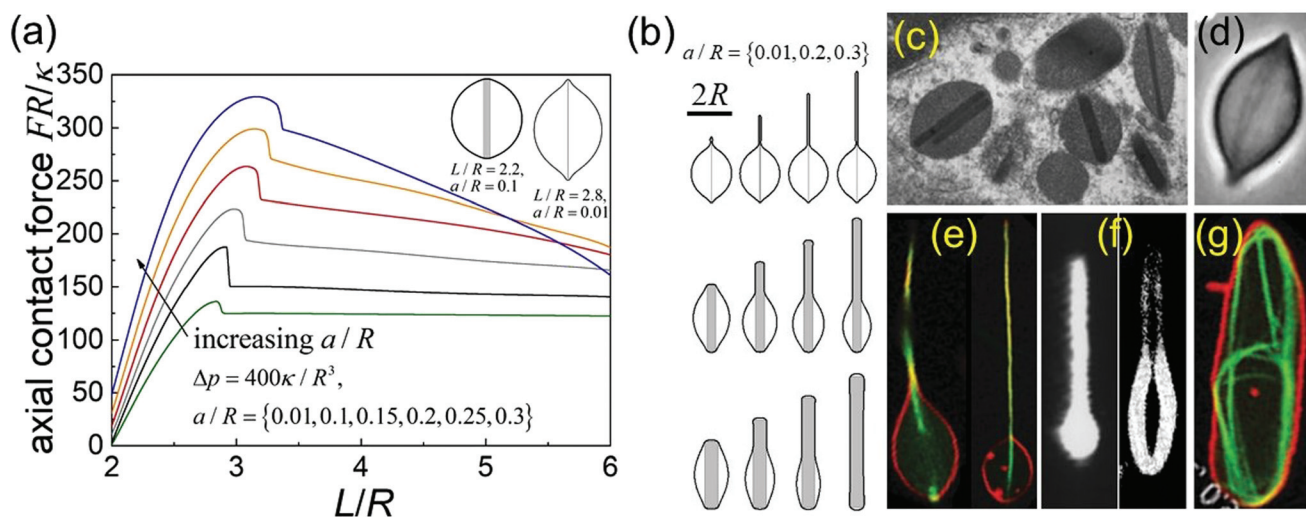 (a)
axial contact force FR/κ
350
300
250
200
150
100
50
0
2
3
4
5
6
L/R
L/R=2.2,
a/R=0.1
L/R=2.8,
a/R=0.01
increasing a/R
Δp = 400κ/R³,
a/R = {0.01,0.1,0.15,0.2,0.25,0.3}
(b)
a/R = {0.01,0.2,0.3}
2R
(c)
(d)
(e)
(f)
(g)